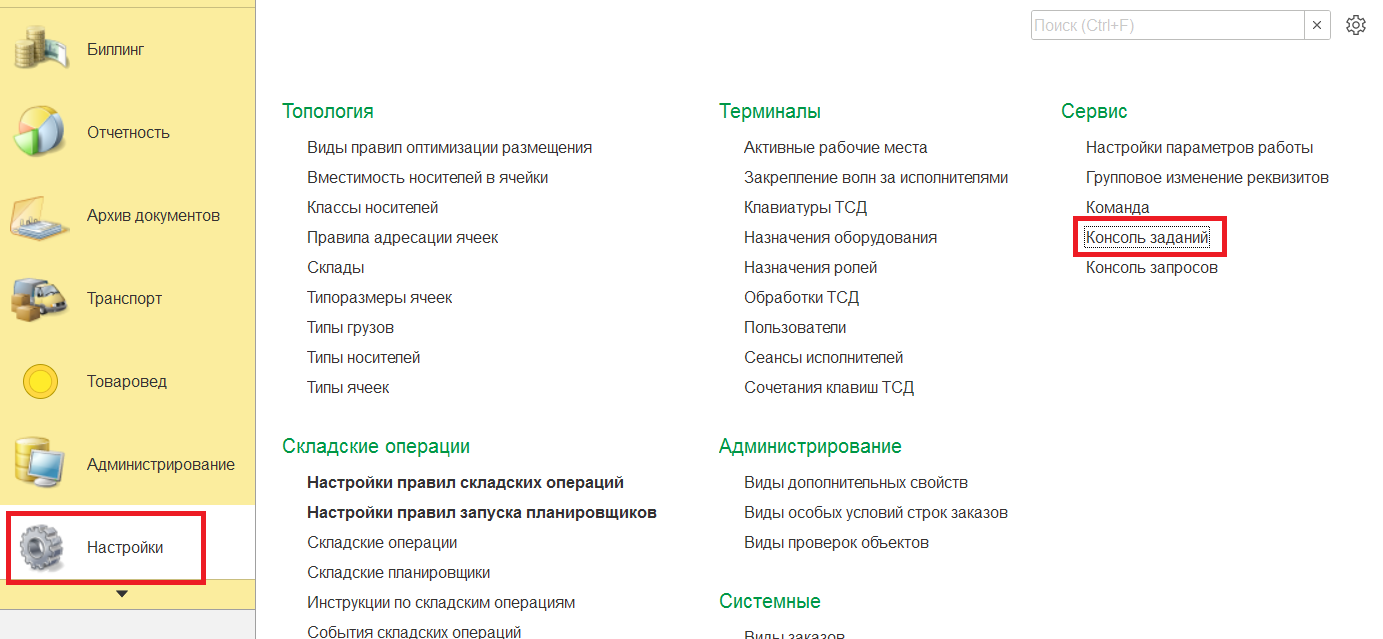 Биллинг
Отчетность
Архив документов
Транспорт
Товаровед
Администрирование
Настройки
Поиск (Ctrl+F)
Топология
Виды правил оптимизации размещения
Вместимость носителей в ячейки
Классы носителей
Правила адресации ячеек
Склады
Типоразмеры ячеек
Типы грузов
Типы носителей
Типы ячеек
Складские операции
Настройки правил складских операций
Настройки правил запуска планировщиков
Складские операции
Складские планировщики
Инструкции по складским операциям
События складских операций
Терминалы
Активные рабочие места
Закрепление волн за исполнителями
Клавиатуры ТСД
Назначения оборудования
Назначения ролей
Обработки ТСД
Пользователи
Сеансы исполнителей
Сочетания клавиш ТСД
Администрирование
Виды дополнительных свойств
Виды особых условий строк заказов
Виды проверок объектов
Системные
Виды заказов
Сервис
Настройки параметров работы
Групповое изменение реквизитов
Команда
Консоль заданий
Консоль запросов